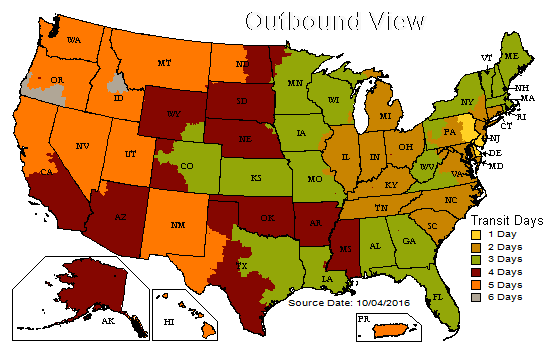 Outbound View
WA
MT
ND
MN
VT
ME
OR
ID
WY
SD
WI
MI
NY
NH
MA
RI
CT
NV
UT
CO
NE
IA
IL
IN
OH
PA
NJ
DE
MD
CA
KS
MO
KY
WV
VA
AZ
NM
OK
AR
TN
NC
SC
TX
LA
MS
AL
GA
FL
AK
HI
PR
Transit Days
1 Day
2 Days
3 Days
4 Days
5 Days
6 Days
Source Date: 10/04/2016